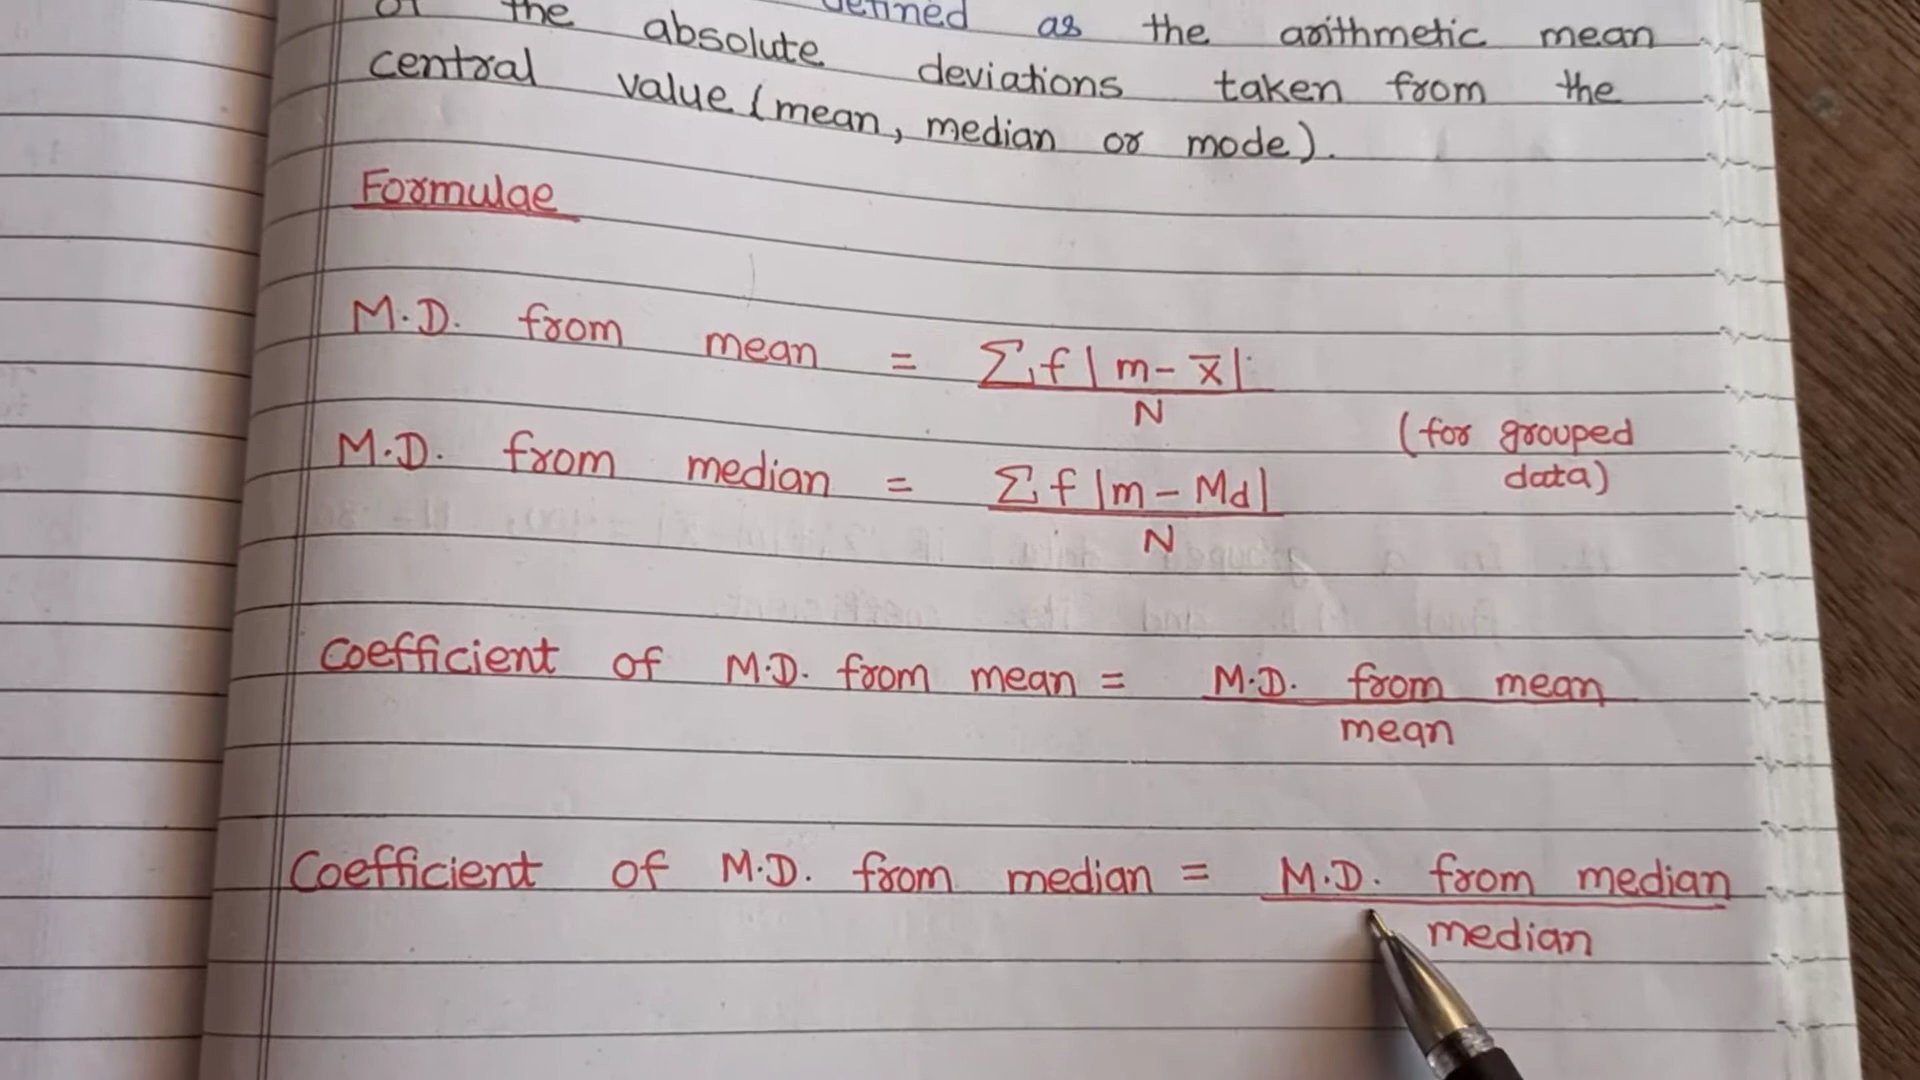 of the defined as the arithmetic mean
absolute deviations taken from the
central value (mean, median or mode).
Formulae
M.D. from mean = Σf|m-x̄|
N
(for grouped
data)
M.D. from median = Σf|m-Md|
N
Coefficient of M.D. from mean = M.D. from mean
mean
Coefficient of M.D. from median = M.D. from median
median